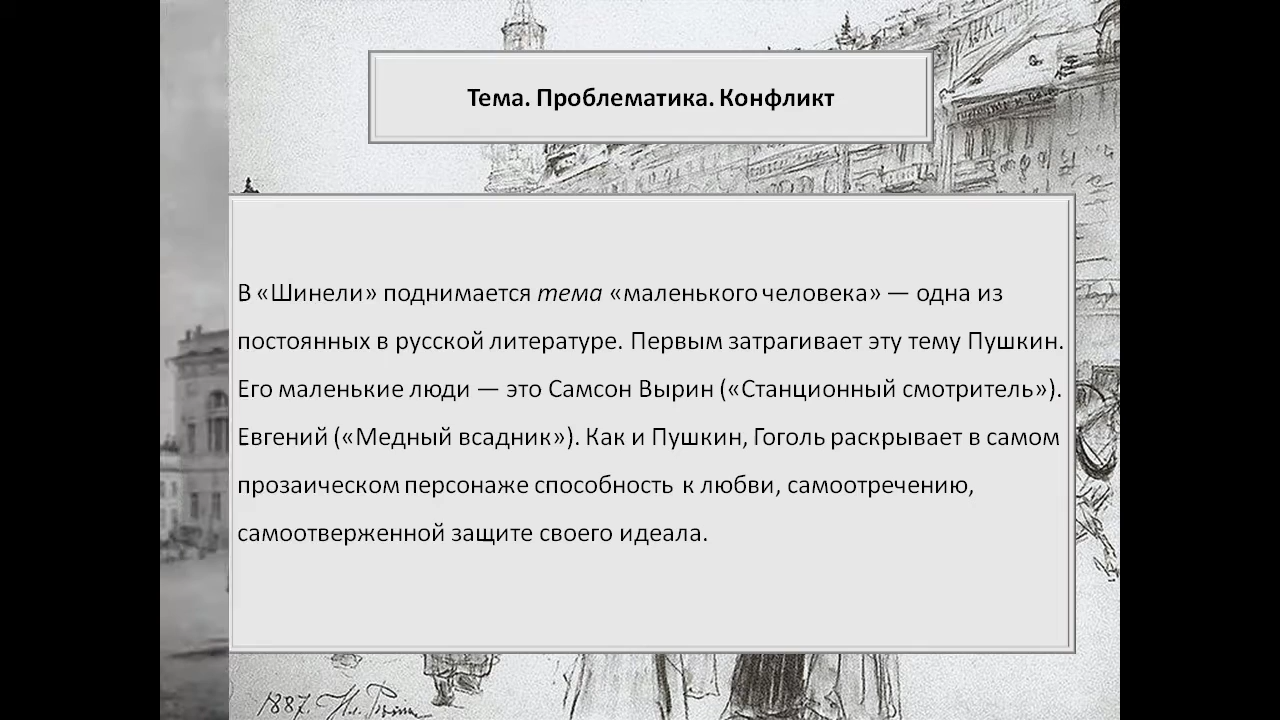 Тема. Проблематика. Конфликт
В «Шинели» поднимается тема «маленького человека» — одна из
постоянных в русской литературе. Первым затрагивает эту тему Пушкин.
Его маленькие люди — это Самсон Вырин («Станционный смотритель»).
Евгений («Медный всадник»). Как и Пушкин, Гоголь раскрывает в самом
прозаическом персонаже способность к любви, самоотречению,
самоотверженной защите своего идеала.
1887.